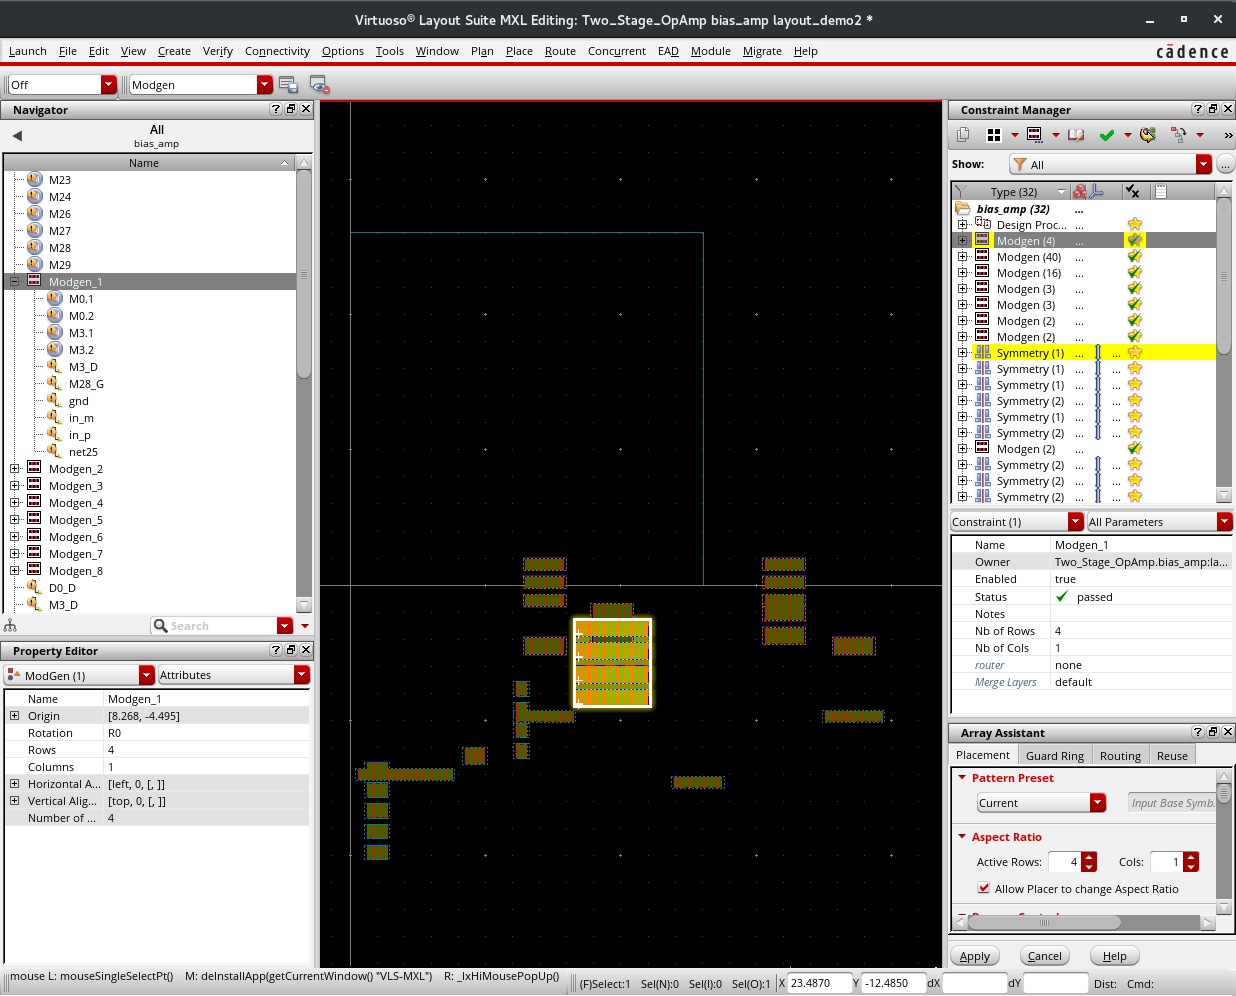 Virtuoso® Layout Suite MXL Editing: Two_Stage_OpAmp bias_amp layout_demo2 *
Launch File Edit View Create Verify Connectivity Options Tools Window Plan Place Route Concurrent EAD Module Migrate Help
cādence
Off Modgen
Navigator
All
bias_amp
Name
M23
M24
M26
M27
M28
M29
Modgen_1
M0.1
M0.2
M3.1
M3.2
M3_D
M28_G
gnd
in_m
in_p
net25
Modgen_2
Modgen_3
Modgen_4
Modgen_5
Modgen_6
Modgen_7
Modgen_8
D0_D
M3_D
Search
Property Editor
ModGen (1) Attributes
Name Modgen_1
Origin [8.268, -4.495]
Rotation R0
Rows 4
Columns 1
Horizontal A... [left, 0, [, ]]
Vertical Alig... [top, 0, [, ]]
Number of ... 4
Constraint Manager
Show: All ...
Type (32)
bias_amp (32) ...
Design Proc...
Modgen (4) ...
Modgen (40) ...
Modgen (16) ...
Modgen (3) ...
Modgen (3) ...
Modgen (2) ...
Modgen (2) ...
Symmetry (1) ... ...
Symmetry (1) ... ...
Symmetry (1) ... ...
Symmetry (2) ... ...
Symmetry (1) ... ...
Symmetry (2) ... ...
Modgen (2) ...
Symmetry (2) ... ...
Symmetry (2) ... ...
Symmetry (2) ... ...
Constraint (1) All Parameters
Name Modgen_1
Owner Two_Stage_OpAmp.bias_amp:la...
Enabled true
Status passed
Notes
Nb of Rows 4
Nb of Cols 1
router none
Merge Layers default
Array Assistant
Placement Guard Ring Routing Reuse
Pattern Preset
Current Input Base Symb.
Aspect Ratio
Active Rows: 4 Cols: 1
Allow Placer to change Aspect Ratio
Apply Cancel Help
mouse L: mouseSingleSelectPt() M: deInstallApp(getCurrentWindow() "VLS-MXL") R: _lxHiMousePopUp()
(F)Select:1 Sel(N):0 Sel(I):0 Sel(O):1 X 23.4870 Y -12.4850 dX dY Dist: Cmd: